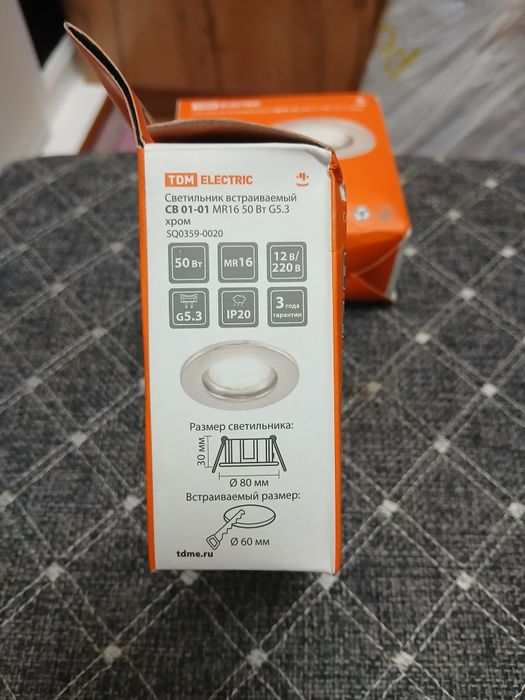 TDM ELECTRIC
Светильник встраиваемый
СВ 01-01 MR16 50 Вт G5.3
хром
SQ0359-0020
50 Вт
MR16
12 В/
220 В
G5.3
IP20
3 года
гарантии
Размер светильника:
30 мм
Ø 80 мм
Встраиваемый размер:
Ø 60 мм
tdme.ru
TDM ELECTRIC